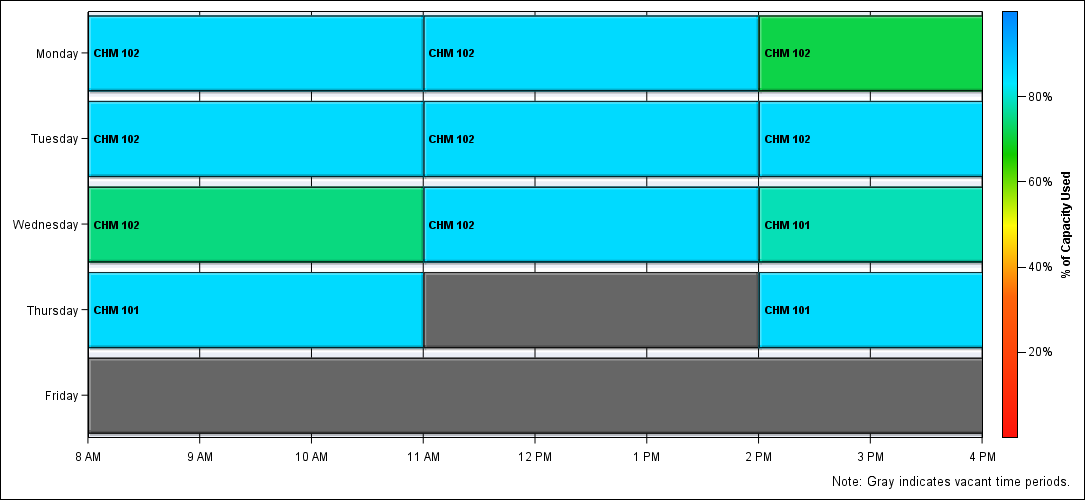 Monday
CHM 102
CHM 102
CHM 102
Tuesday
CHM 102
CHM 102
CHM 102
Wednesday
CHM 102
CHM 102
CHM 101
Thursday
CHM 101
CHM 101
Friday
8 AM
9 AM
10 AM
11 AM
12 PM
1 PM
2 PM
3 PM
4 PM
80%
60%
40%
20%
% of Capacity Used
Note: Gray indicates vacant time periods.